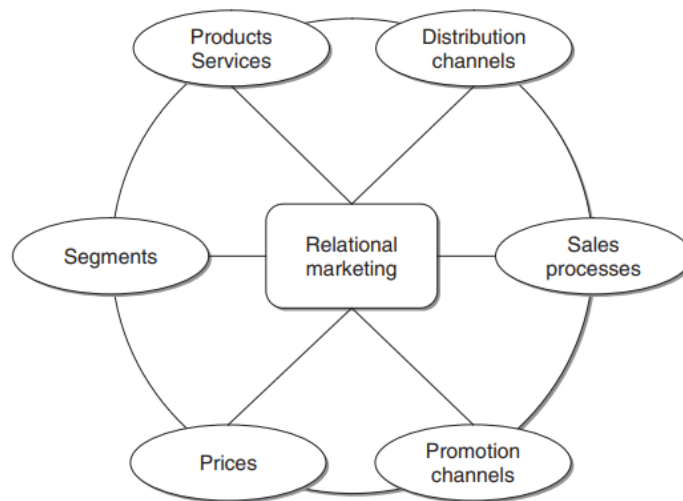 Products
Services
Distribution
channels
Segments
Relational
marketing
Sales
processes
Prices
Promotion
channels